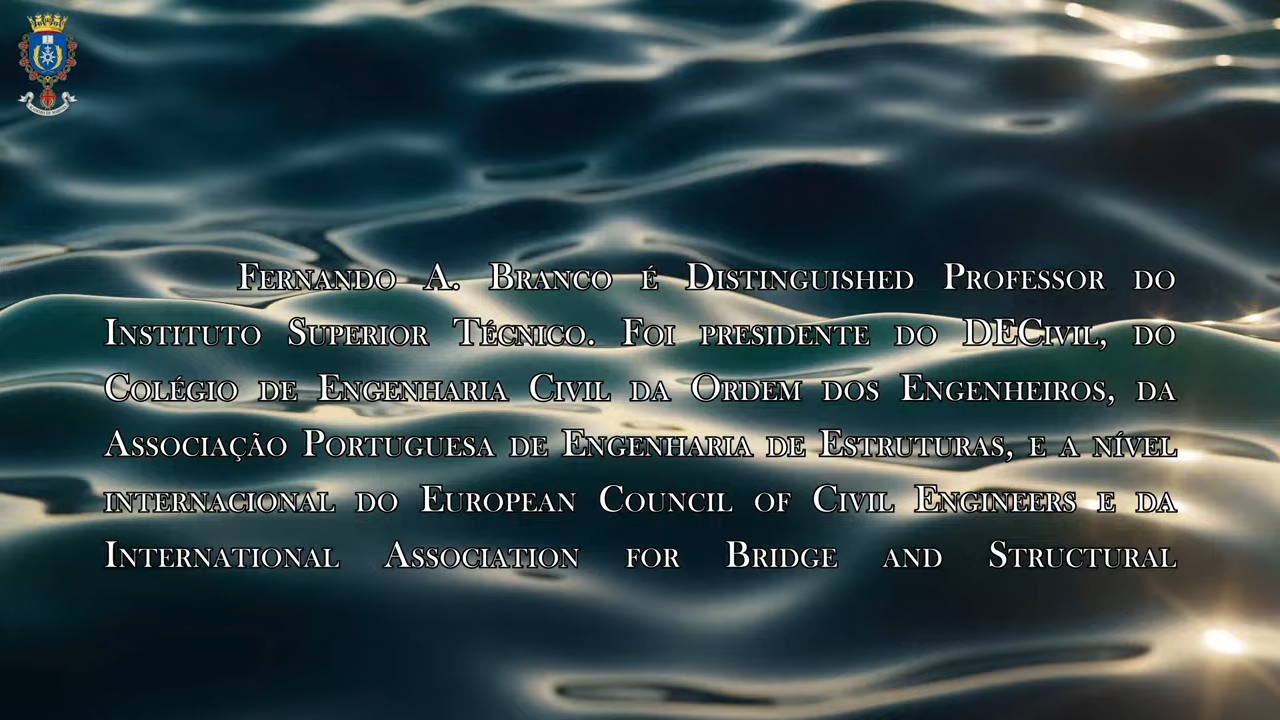 Fernando A. Branco é Distinguished Professor do
Instituto Superior Técnico. Foi presidente do DECivil, do
Colégio de Engenharia Civil da Ordem dos Engenheiros, da
Associação Portuguesa de Engenharia de Estruturas, e a nível
internacional do European Council of Civil Engineers e da
International Association for Bridge and Structural